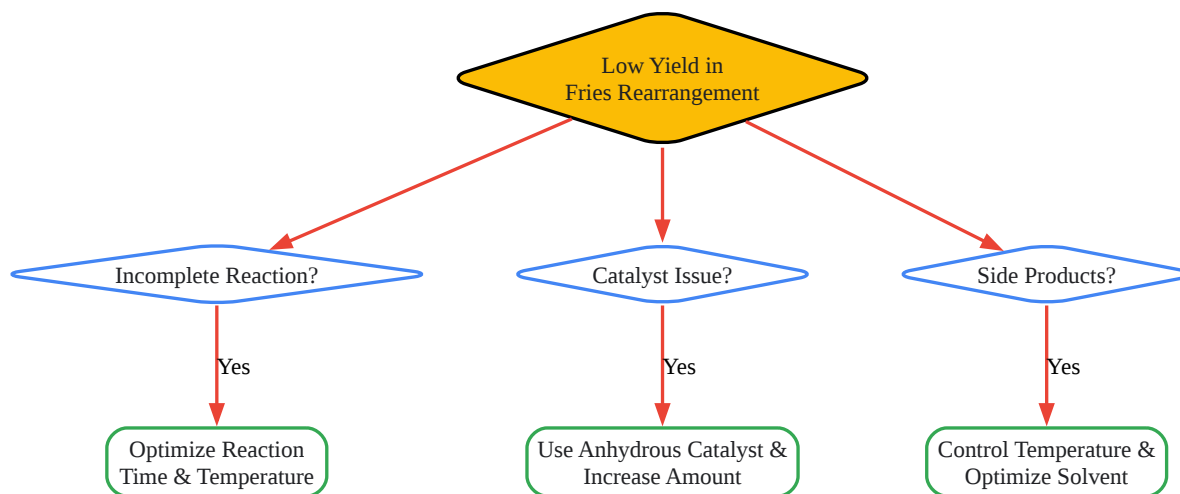 Low Yield in
Fries Rearrangement
Incomplete Reaction?
Catalyst Issue?
Side Products?
Yes
Yes
Yes
Optimize Reaction
Time & Temperature
Use Anhydrous Catalyst &
Increase Amount
Control Temperature &
Optimize Solvent